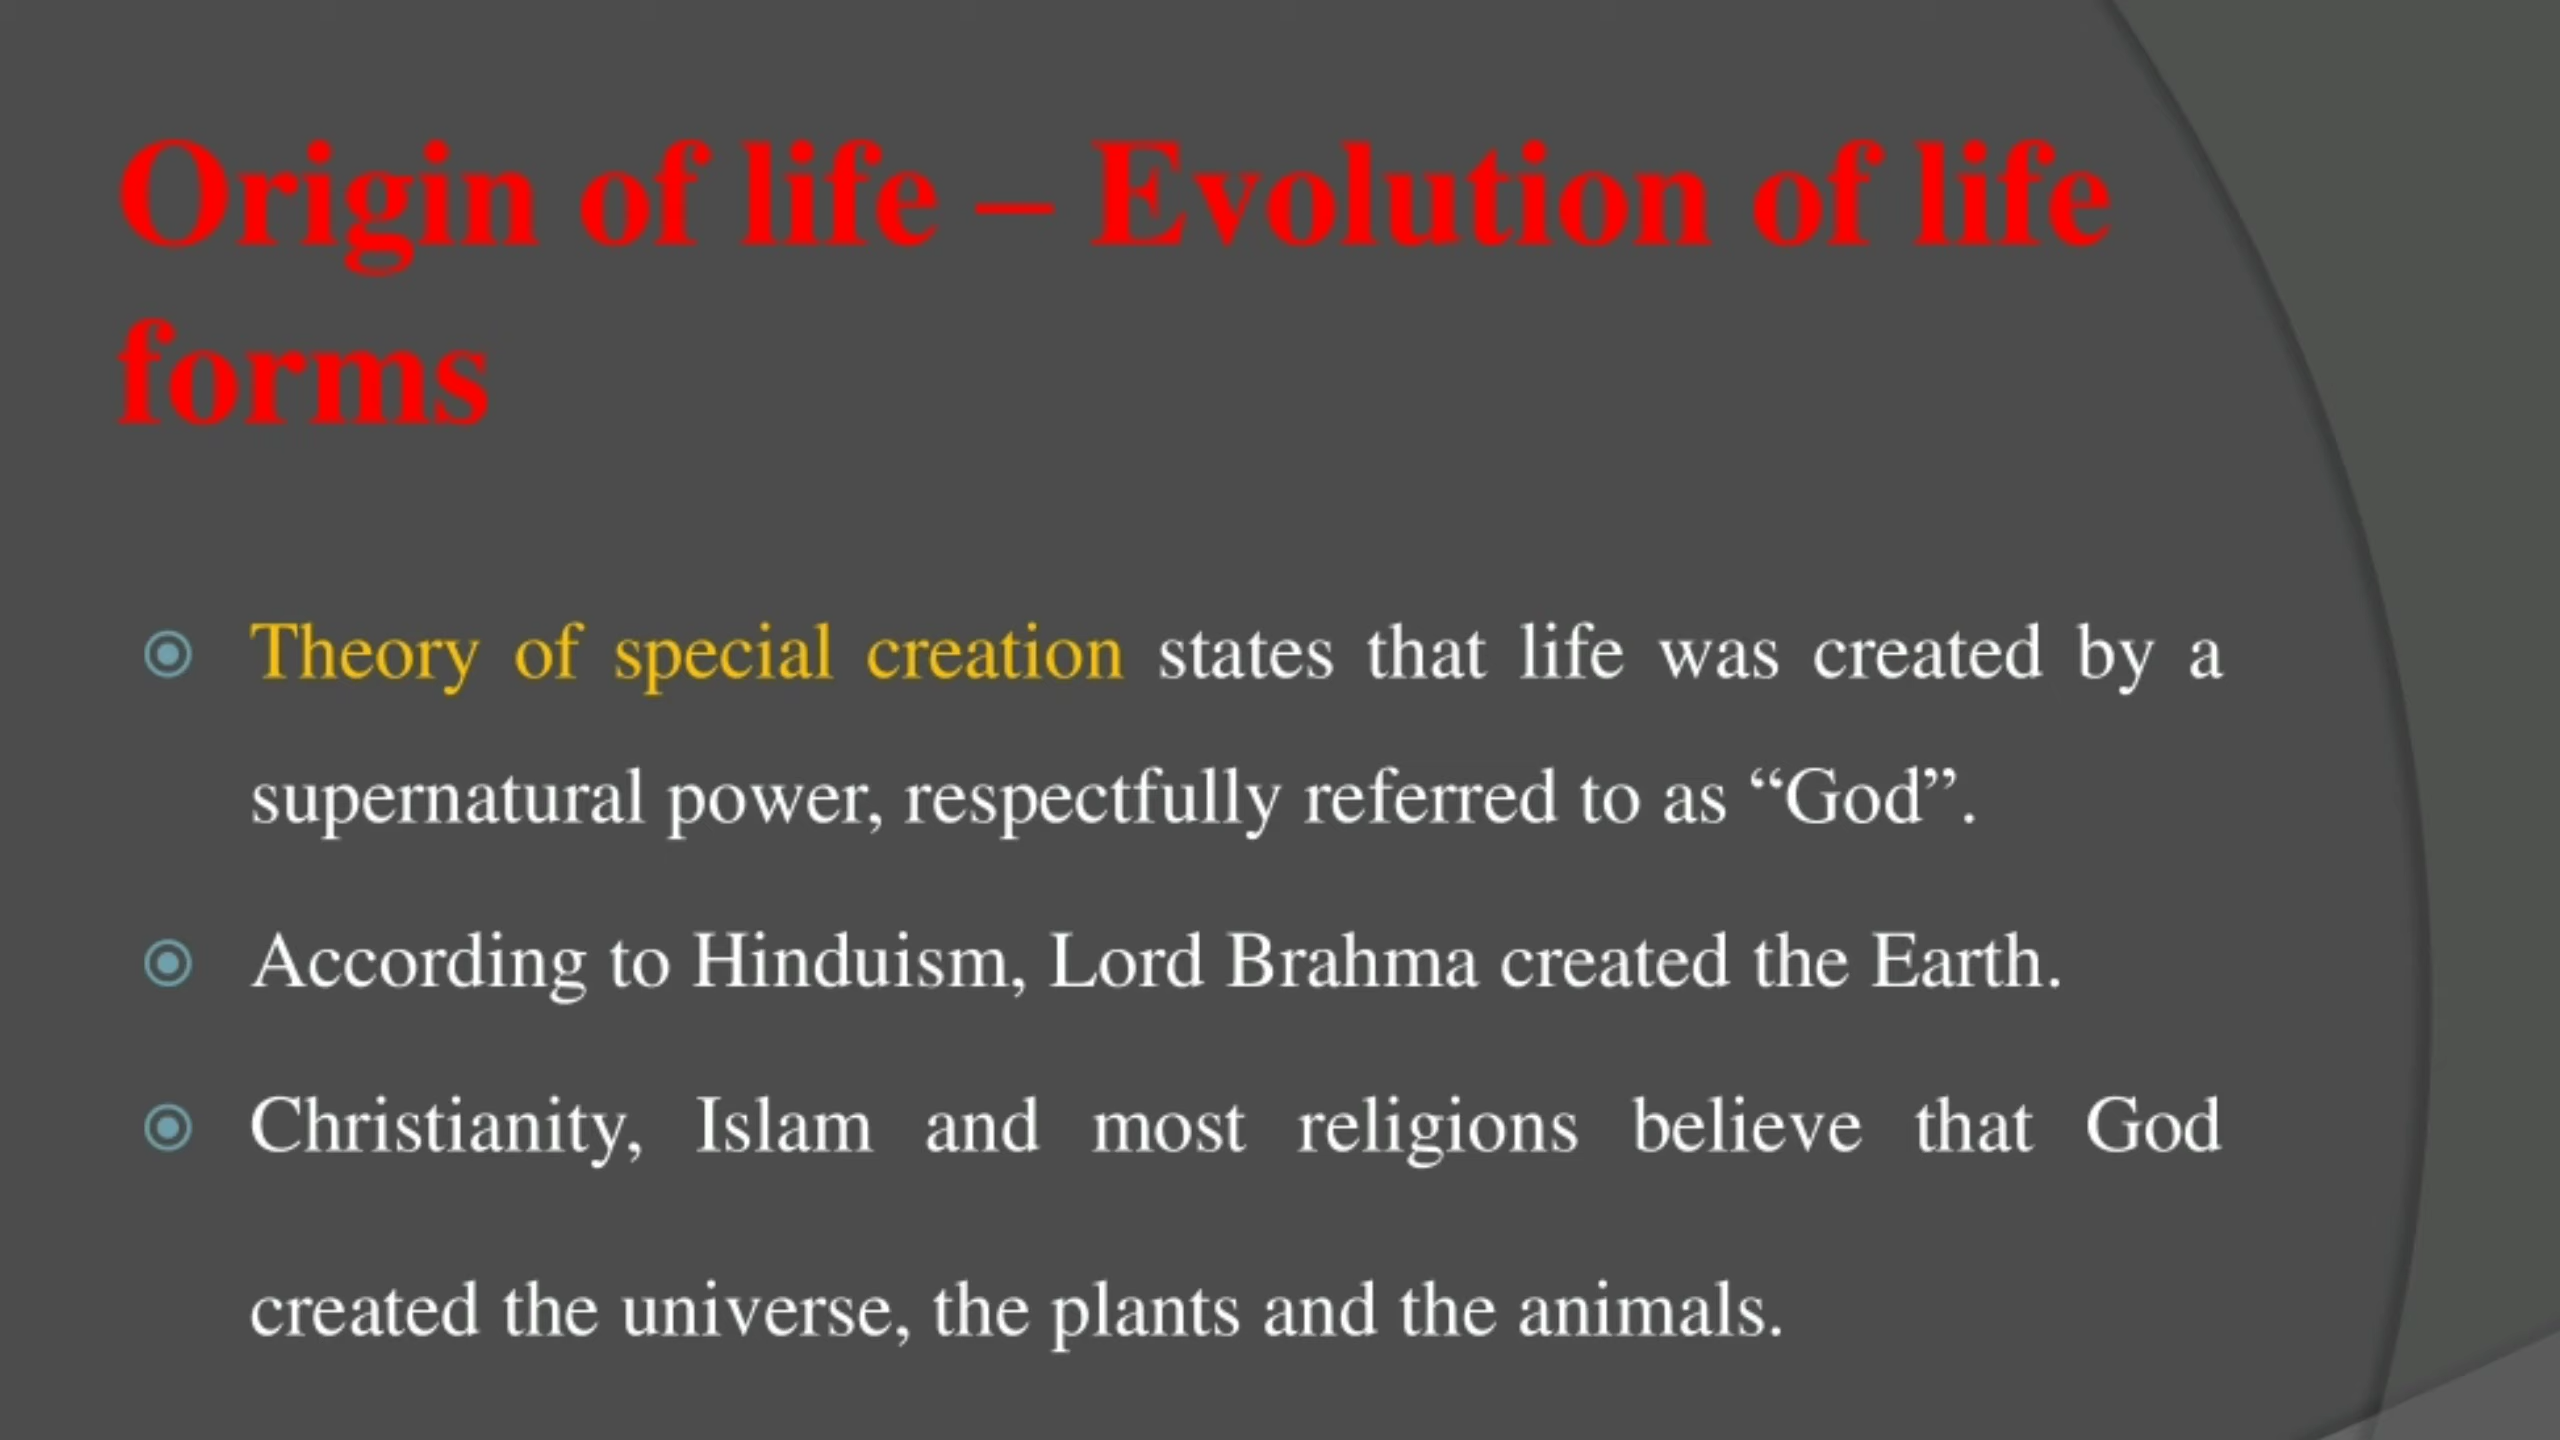 Origin of life – Evolution of life
forms
Theory of special creation states that life was created by a
supernatural power, respectfully referred to as “God”.
According to Hinduism, Lord Brahma created the Earth.
Christianity, Islam and most religions believe that God
created the universe, the plants and the animals.